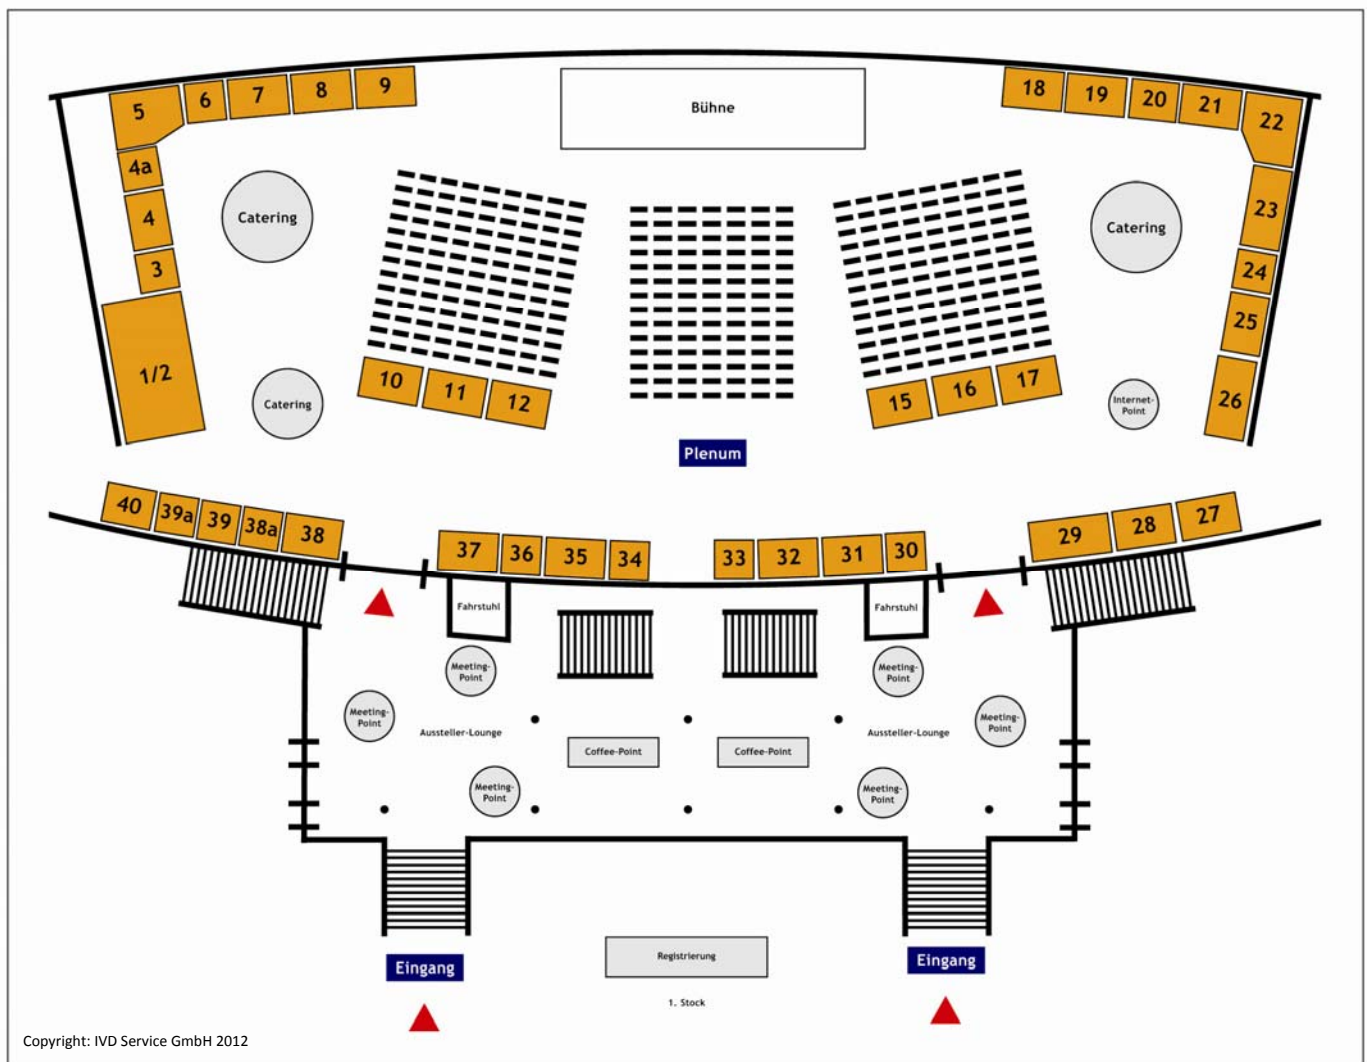 5
6
7
8
9
Bühne
18
19
20
21
22
4a
4
3
1/2
Catering
Catering
23
24
25
26
Catering
10
11
12
15
16
17
Internet-
Point
Plenum
40
39a
39
38a
38
37
36
35
34
33
32
31
30
29
28
27
Fahrstuhl
Fahrstuhl
Meeting-
Point
Meeting-
Point
Meeting-
Point
Meeting-
Point
Aussteller-Lounge
Aussteller-Lounge
Coffee-Point
Coffee-Point
Meeting-
Point
Meeting-
Point
Eingang
Registrierung
Eingang
1. Stock
Copyright: IVD Service GmbH 2012